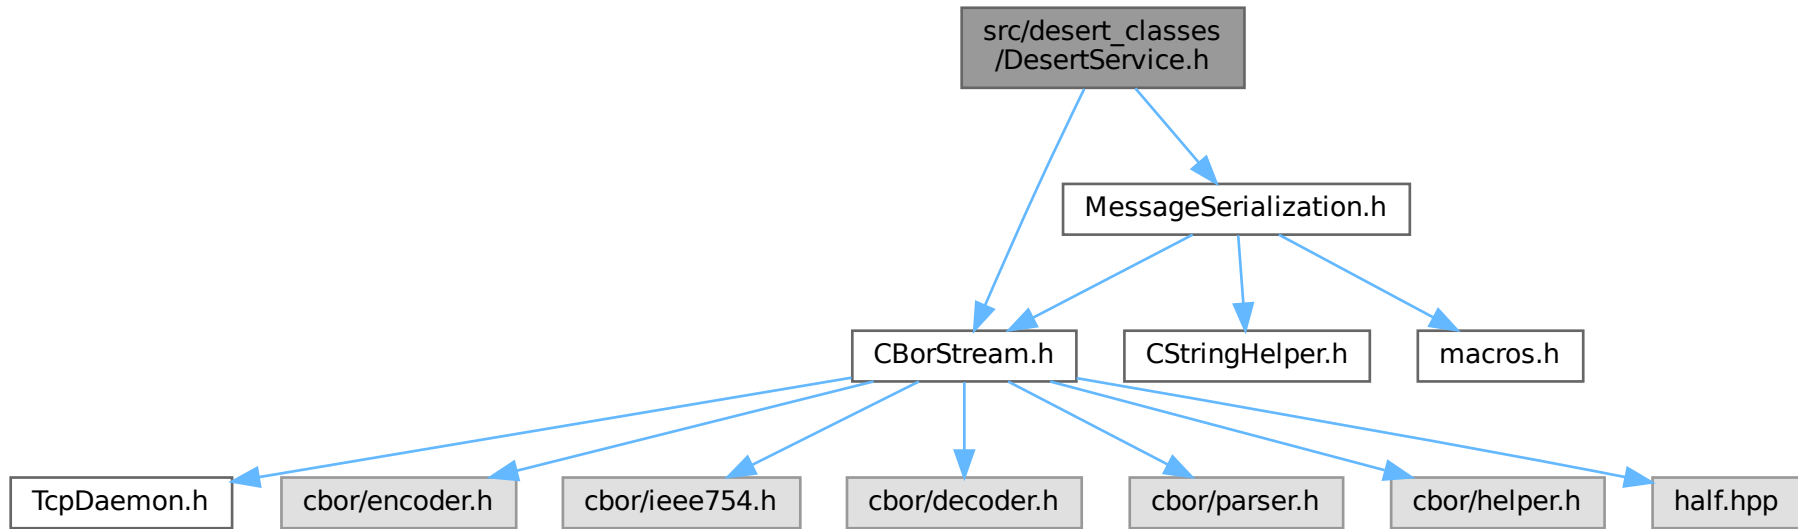 src/desert_classes
/DesertService.h
MessageSerialization.h
CBorStream.h
CStringHelper.h
macros.h
TcpDaemon.h
cbor/encoder.h
cbor/ieee754.h
cbor/decoder.h
cbor/parser.h
cbor/helper.h
half.hpp